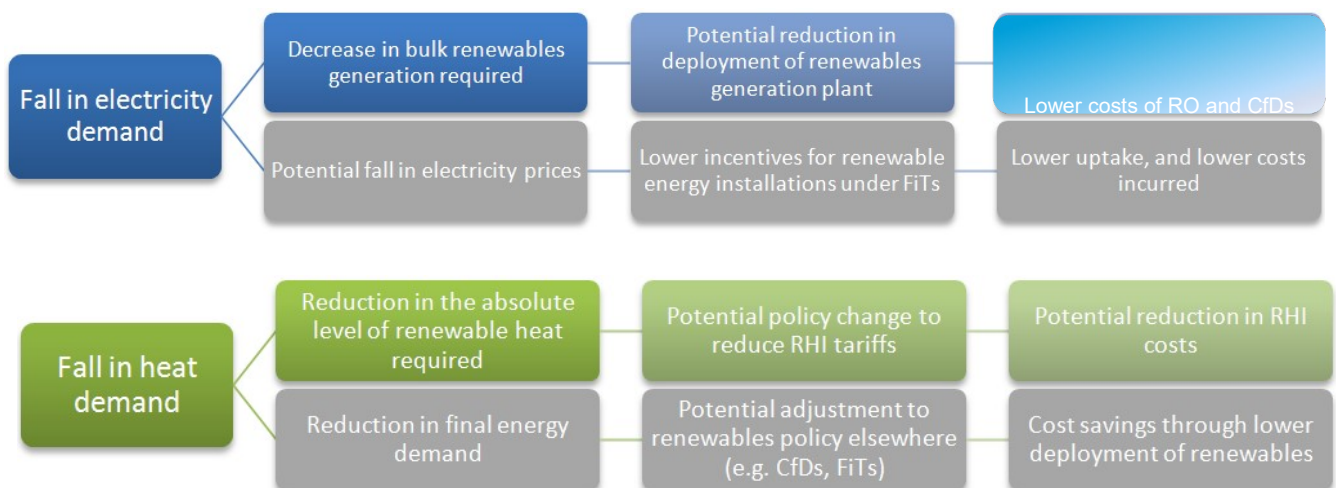 Fall in electricity
demand
Decrease in bulk renewables
generation required
Potential reduction in
deployment of renewables
generation plant
Lower costs of RO and CfDs
Potential fall in electricity prices
Lower incentives for renewable
energy installations under FiTs
Lower uptake, and lower costs
incurred
Fall in heat
demand
Reduction in the absolute
level of renewable heat
required
Potential policy change to
reduce RHI tariffs
Potential reduction in RHI
costs
Reduction in final energy
demand
Potential adjustment to
renewables policy elsewhere
(e.g. CfDs, FiTs)
Cost savings through lower
deployment of renewables